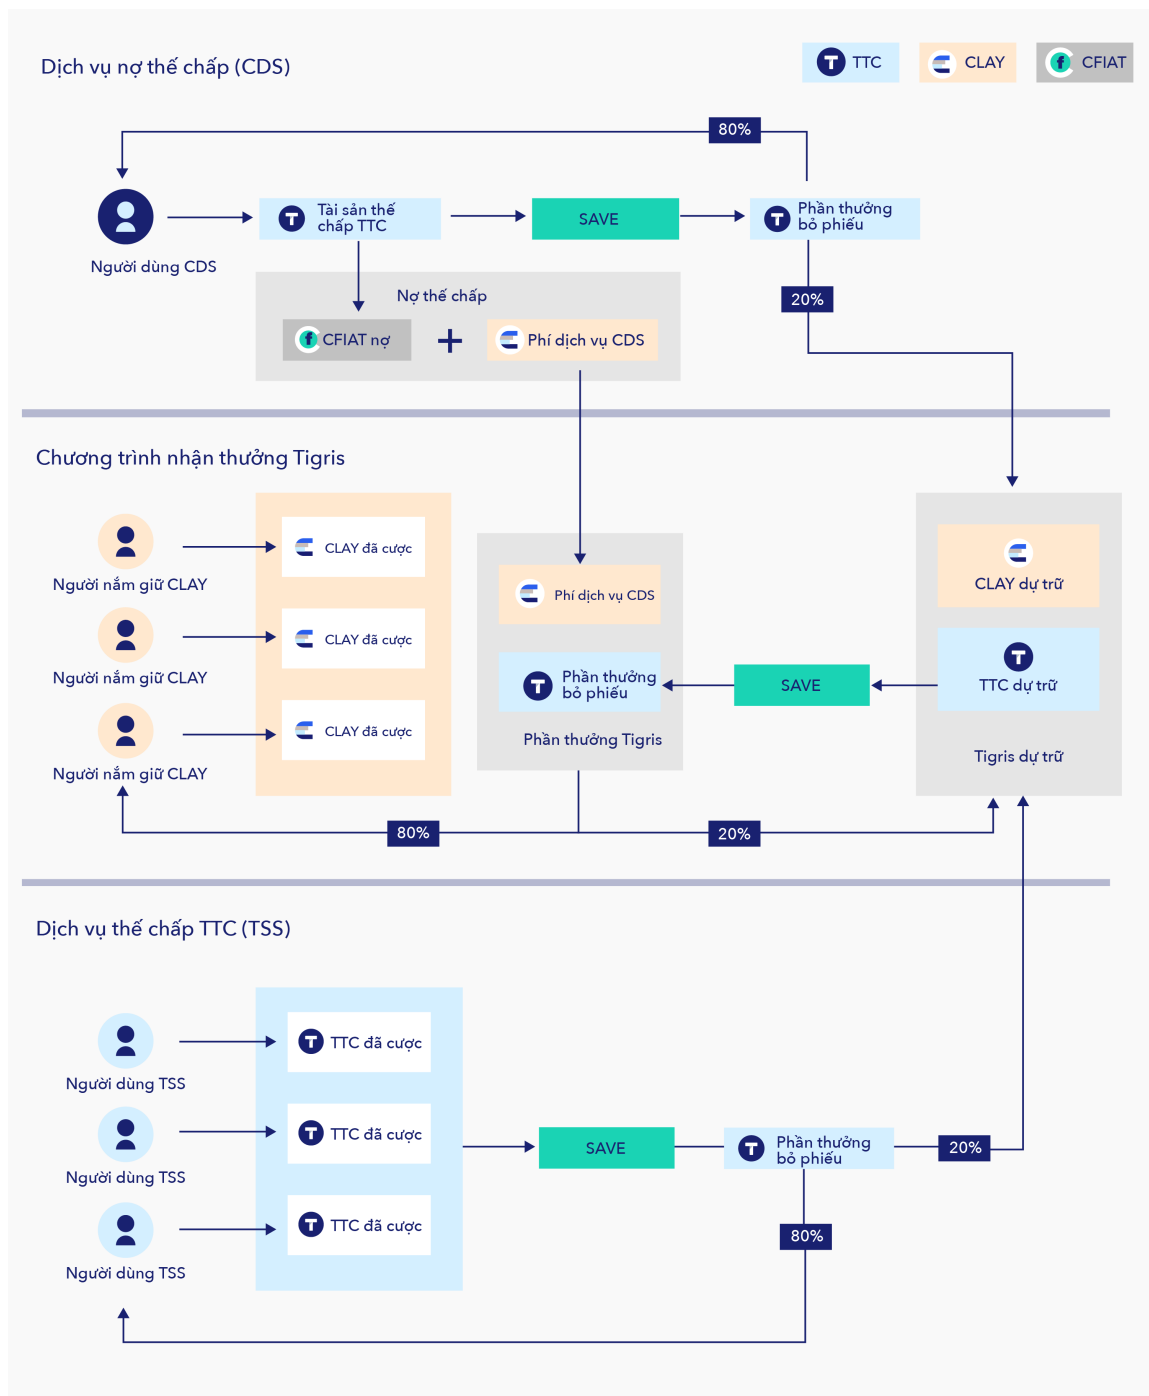 Dịch vụ nợ thế chấp (CDS)
TTC
CLAY
CFIAT
80%
Tài sản thế
chấp TTC
SAVE
Phần thưởng
bỏ phiếu
Người dùng CDS
20%
Nợ thế chấp
CFIAT nợ
+
Phí dịch vụ CDS
Chương trình nhận thưởng Tigris
CLAY đã cược
Người nắm giữ CLAY
CLAY đã cược
Người nắm giữ CLAY
CLAY đã cược
Người nắm giữ CLAY
Phí dịch vụ CDS
Phần thưởng
bỏ phiếu
Phần thưởng Tigris
SAVE
CLAY dự trữ
TTC dự trữ
Tigris dự trữ
80%
20%
Dịch vụ thế chấp TTC (TSS)
TTC đã cược
Người dùng TSS
TTC đã cược
Người dùng TSS
TTC đã cược
Người dùng TSS
SAVE
Phần thưởng
bỏ phiếu
20%
80%